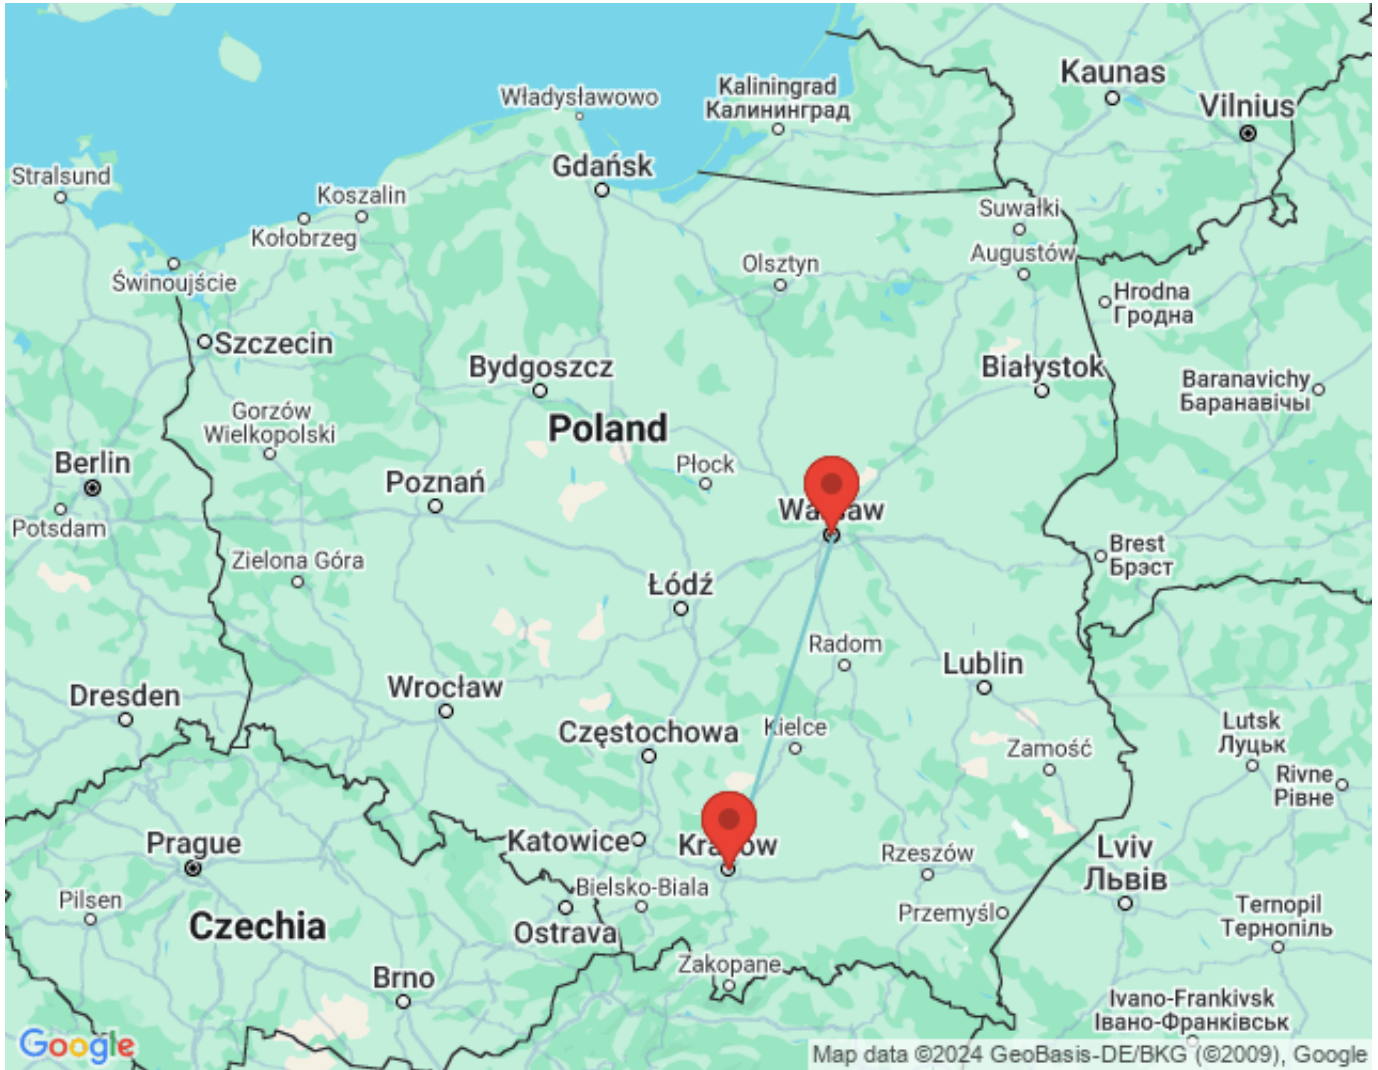 Kaunas
Kaliningrad
Калининград
Władysławowo
Vilnius
Gdańsk
Stralsund
Koszalin
Suwałki
Kołobrzeg
Augustów
Olsztyn
Świnoujście
Hrodna
Гродна
Szczecin
Bydgoszcz
Białystok
Baranavichy
Баранавічы
Gorzów
Wielkopolski
Poland
Berlin
Płock
Poznań
Warsaw
Potsdam
Brest
Брэст
Zielona Góra
Łódź
Radom
Lublin
Wrocław
Dresden
Kielce
Częstochowa
Lutsk
Луцьк
Zamość
Rivne
Рівне
Prague
Katowice
Krakow
Rzeszów
Lviv
Львів
Bielsko-Biala
Pilsen
Przemyśl
Ternopil
Тернопіль
Czechia
Ostrava
Zakopane
Brno
Ivano-Frankivsk
Івано-Франківськ
Google
Map data ©2024 GeoBasis-DE/BKG (©2009), Google